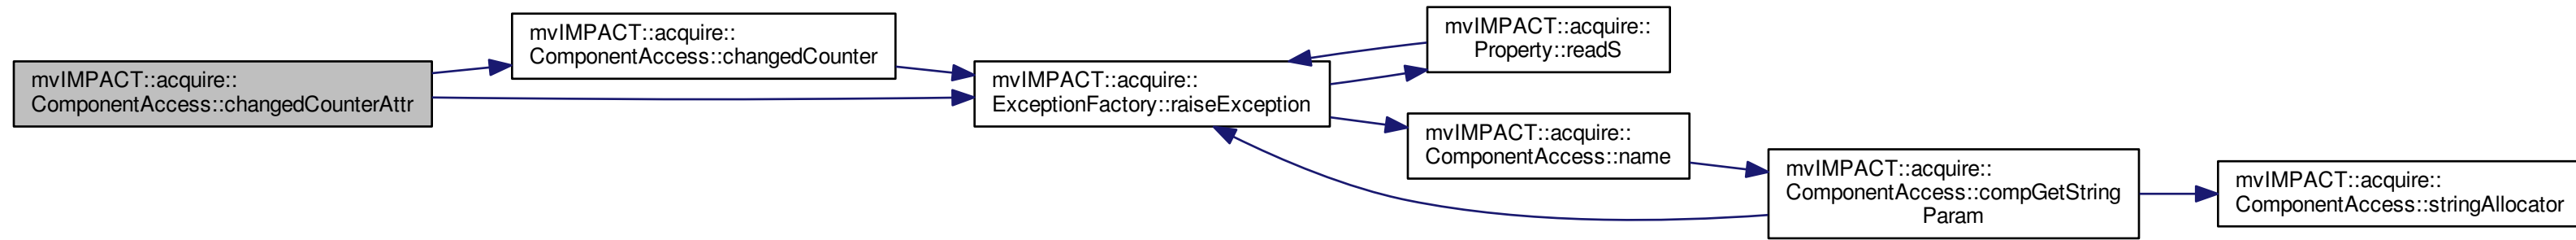 mvIMPACT::acquire::
ComponentAccess::changedCounterAttr
mvIMPACT::acquire::
ComponentAccess::changedCounter
mvIMPACT::acquire::
ExceptionFactory::raiseException
mvIMPACT::acquire::
Property::readS
mvIMPACT::acquire::
ComponentAccess::name
mvIMPACT::acquire::
ComponentAccess::compGetString
Param
mvIMPACT::acquire::
ComponentAccess::stringAllocator